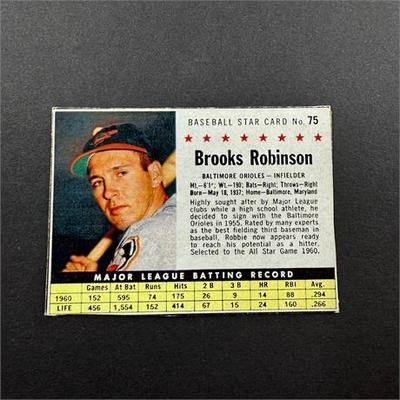 BASEBALL STAR CARD No. 75
Brooks Robinson
BALTIMORE ORIOLES — INFIELDER
Ht.—6'1"; Wt.—190; Bats—Right; Throws—Right
Born—May 18, 1937; Home—Baltimore, Maryland
Highly sought after by Major League
clubs while a high school athlete, he
decided to sign with the Baltimore
Orioles in 1955. Rated by many experts
as the best fielding third baseman in
baseball, Robbie now appears ready
to reach his potential as a hitter.
Selected to the All Star Game 1960.
MAJOR LEAGUE BATTING RECORD
Games At Bat Runs Hits 2 B 3 B HR RBI Avg.
1960 152 595 74 175 27 9 14 88 .294
LIFE 456 1,554 152 414 67 13 24 160 .266